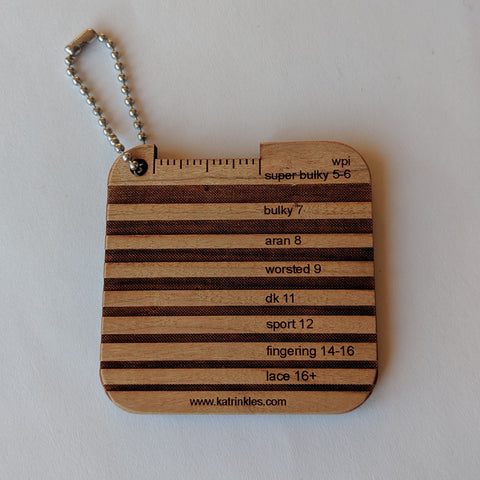 wpi
super bulky 5-6
bulky 7
aran 8
worsted 9
dk 11
sport 12
fingering 14-16
lace 16+
www.katrinkles.com